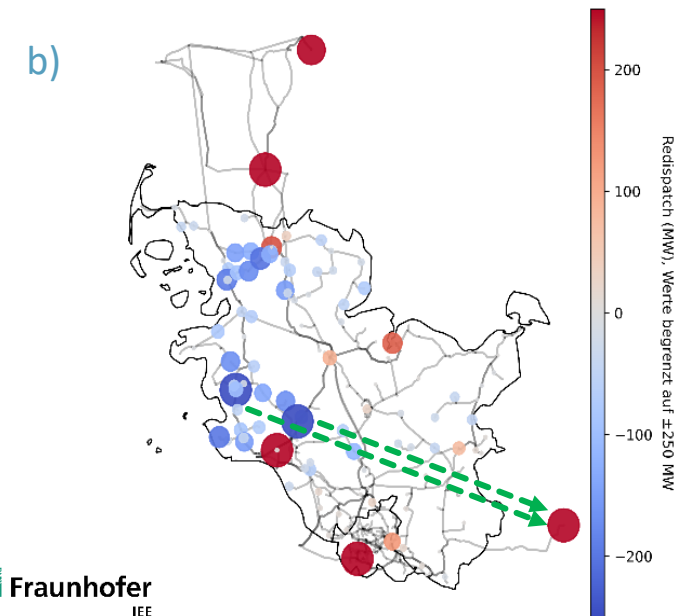 b)
200
100
0
−100
−200
Redispatch (MW), Werte begrenzt auf ±250 MW
Fraunhofer
IEE